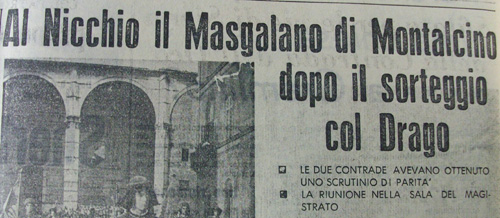 Al Nicchio il Masgalano di Montalcino
dopo il sorteggio
col Drago
LE DUE CONTRADE AVEVANO OTTENUTO
UNO SCRUTINIO DI PARITA'
LA RIUNIONE NELLA SALA DEL MAGI-
STRATO